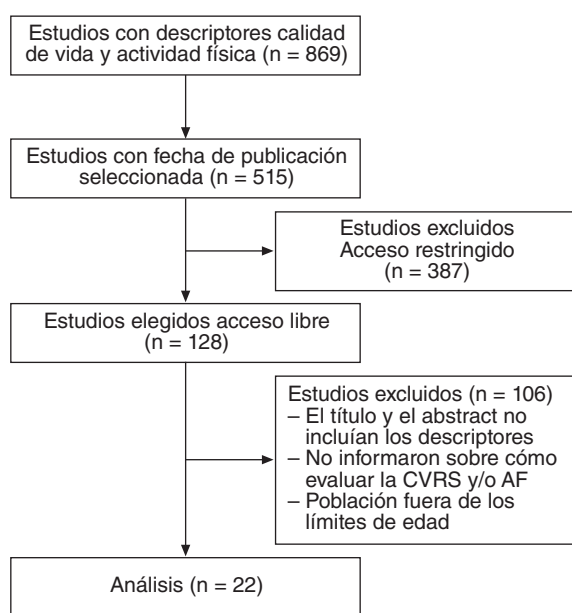 Estudios con descriptores calidad
de vida y actividad física (n = 869)
Estudios con fecha de publicación
seleccionada (n = 515)
Estudios excluidos
Acceso restringido
(n = 387)
Estudios elegidos acceso libre
(n = 128)
Estudios excluidos (n = 106)
– El título y el abstract no
incluían los descriptores
– No informaron sobre cómo
evaluar la CVRS y/o AF
– Población fuera de los
límites de edad
Análisis (n = 22)